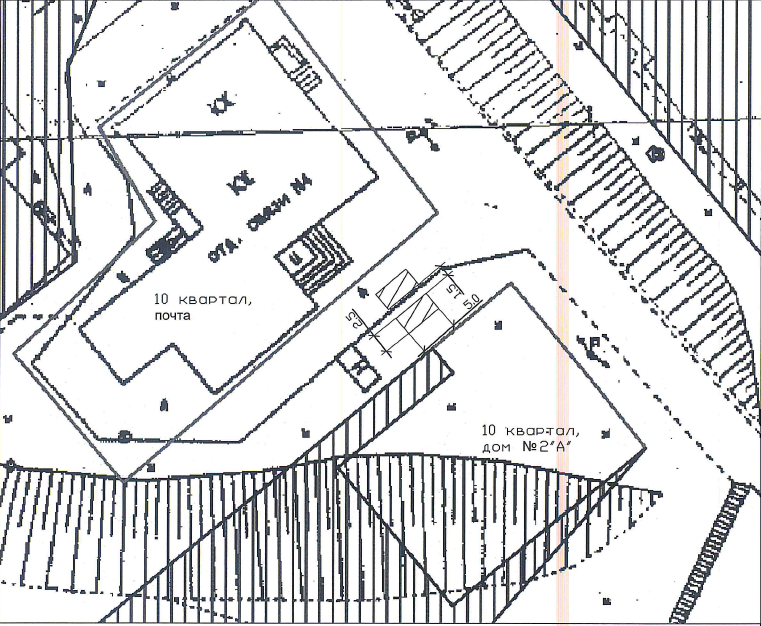 КЖ
КЖ
отд. связи №4
ц
10 квартал,
почта
А
1.5
5.0
2.5
К
10 квартал,
дом №2"А"